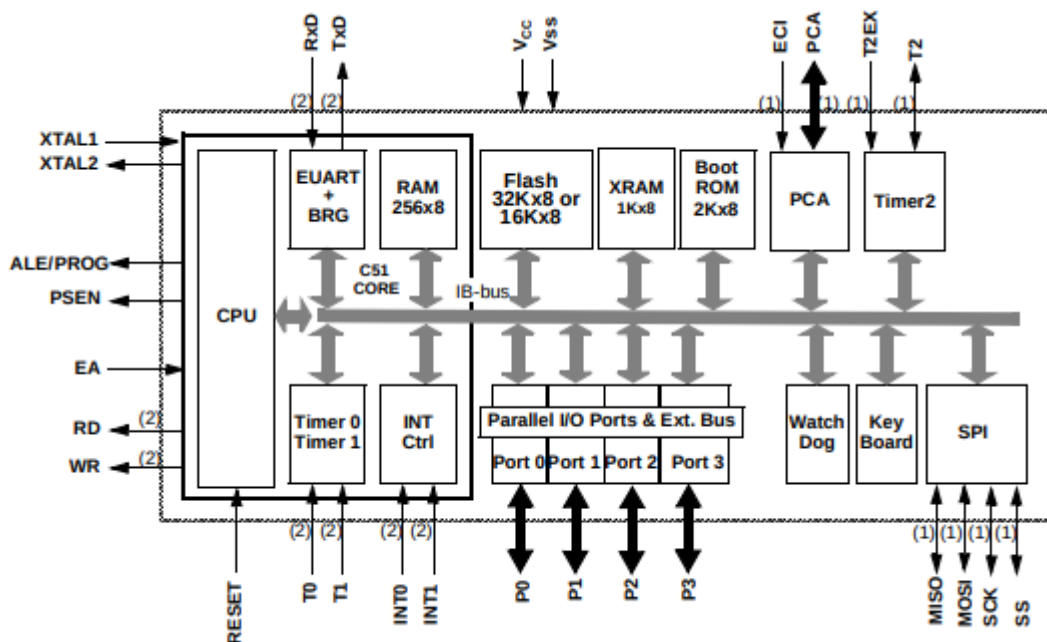 RxD
TxD
VCC
Vss
ECI
PCA
T2EX
T2
(2) (2)
(1) (1) (1) (1)
XTAL1
XTAL2
EUART
+
BRG
RAM
256x8
Flash
32Kx8 or
16Kx8
XRAM
1Kx8
Boot
ROM
2Kx8
PCA
Timer2
ALE/PROG
C51
CORE
IB-bus
PSEN
CPU
EA
RD
(2)
WR
(2)
Timer 0
Timer 1
INT
Ctrl
Parallel I/O Ports & Ext. Bus
Port 0 Port 1 Port 2 Port 3
Watch
Dog
Key
Board
SPI
(2) (2) (2) (2)
(1) (1) (1) (1)
RESET
T0
T1
INT0
INT1
P0
P1
P2
P3
MISO
MOSI
SCK
SS